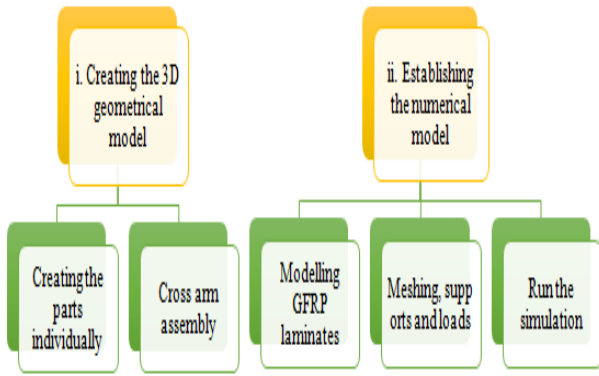 i. Creating the 3D
geometrical
model
ii. Establishing
the numerical
model
Creating the
parts
individually
Cross arm
assembly
Modelling
GFRP
laminates
Meshing, supp
orts and loads
Run the
simulation